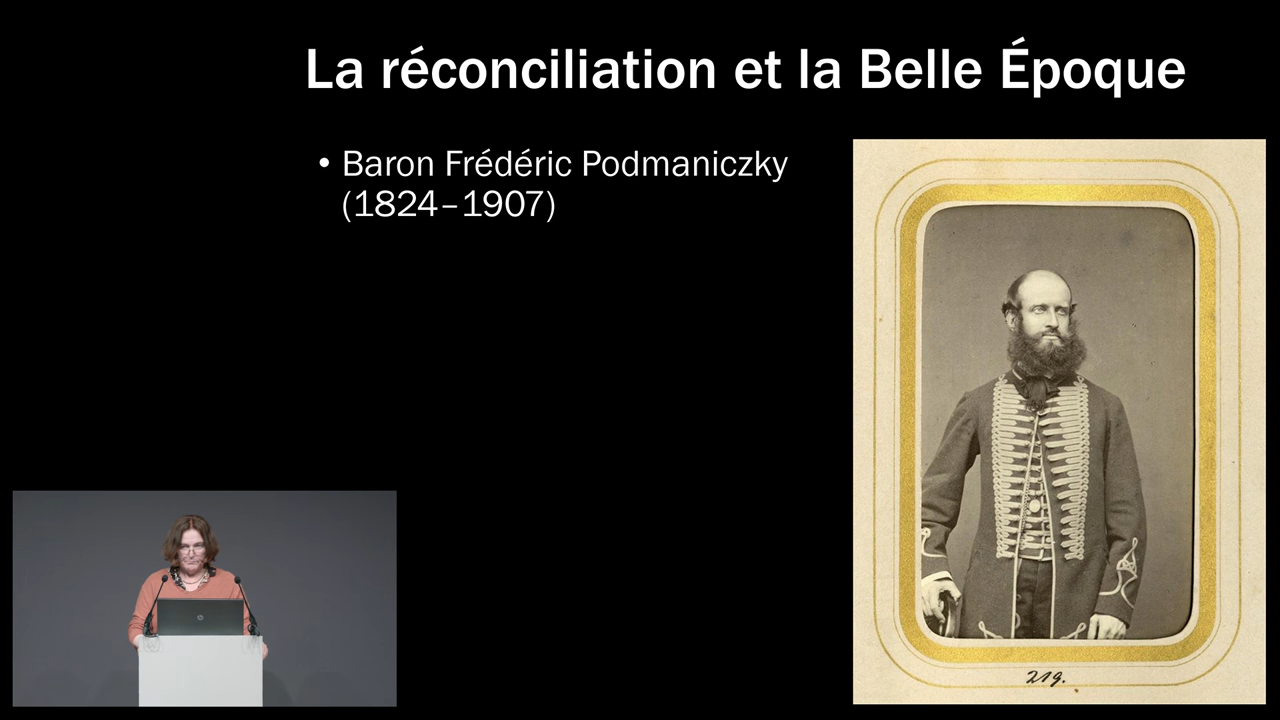 La réconciliation et la Belle Époque
• Baron Frédéric Podmaniczky
(1824–1907)
219.